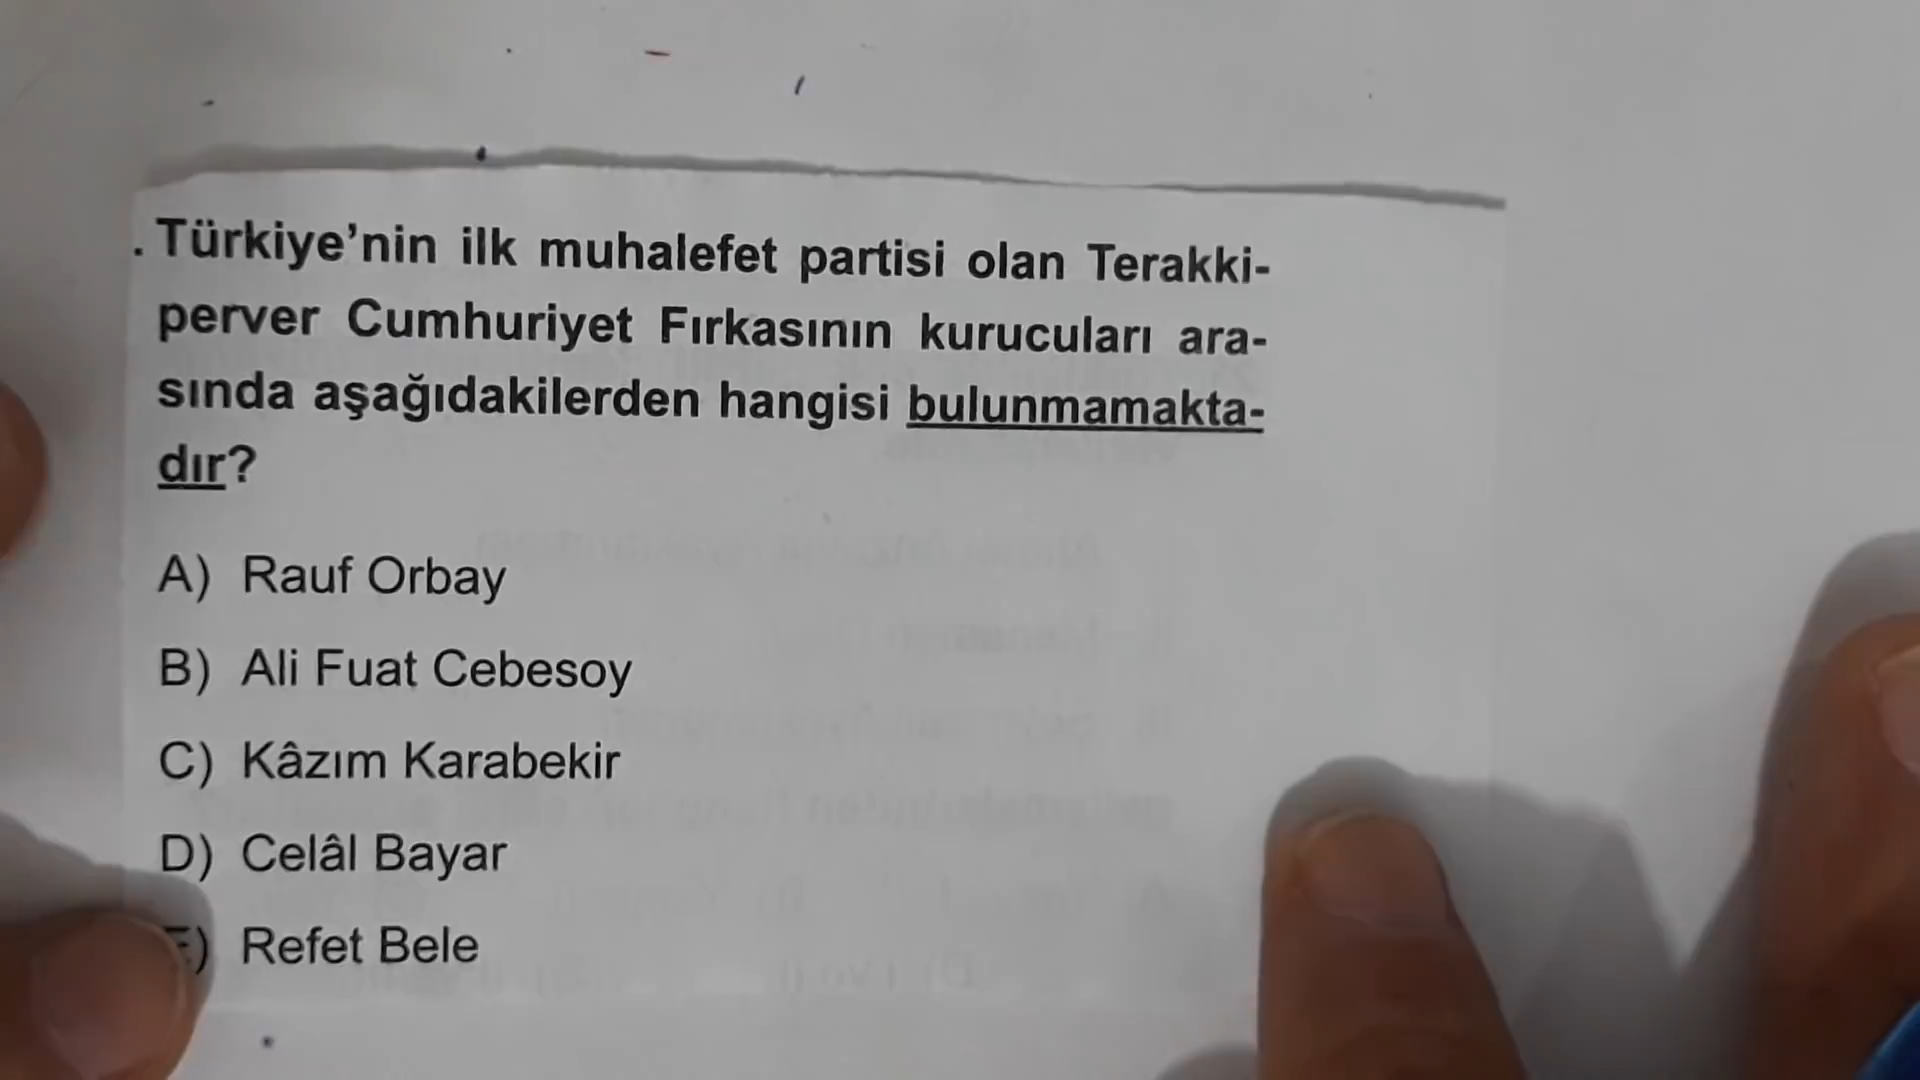 . Türkiye'nin ilk muhalefet partisi olan Terakki-
perver Cumhuriyet Fırkasının kurucuları ara-
sında aşağıdakilerden hangisi bulunmamakta-
dır?
A) Rauf Orbay
B) Ali Fuat Cebesoy
C) Kâzım Karabekir
D) Celâl Bayar
E) Refet Bele